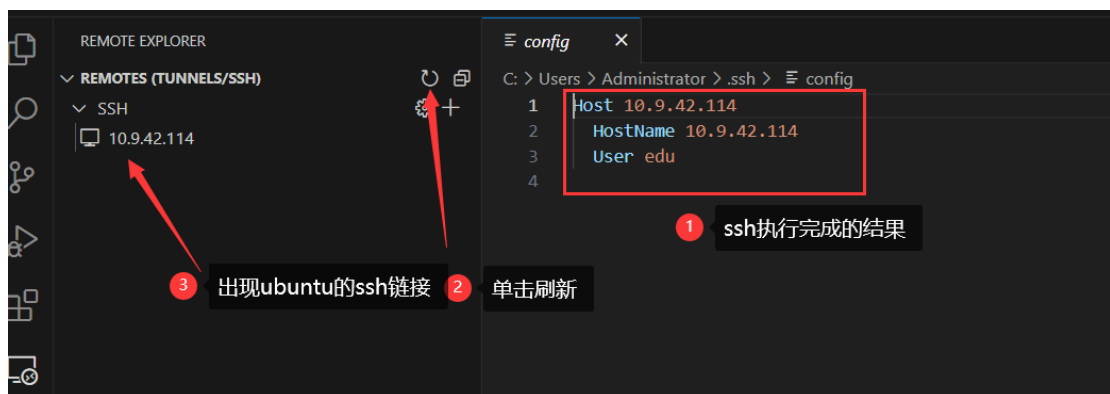 REMOTE EXPLORER
REMOTES (TUNNELS/SSH)
SSH
10.9.42.114
config
C: > Users > Administrator > .ssh > config
1 Host 10.9.42.114
2 HostName 10.9.42.114
3 User edu
4
1 ssh执行完成的结果
3 出现ubuntu的ssh链接
2 单击刷新